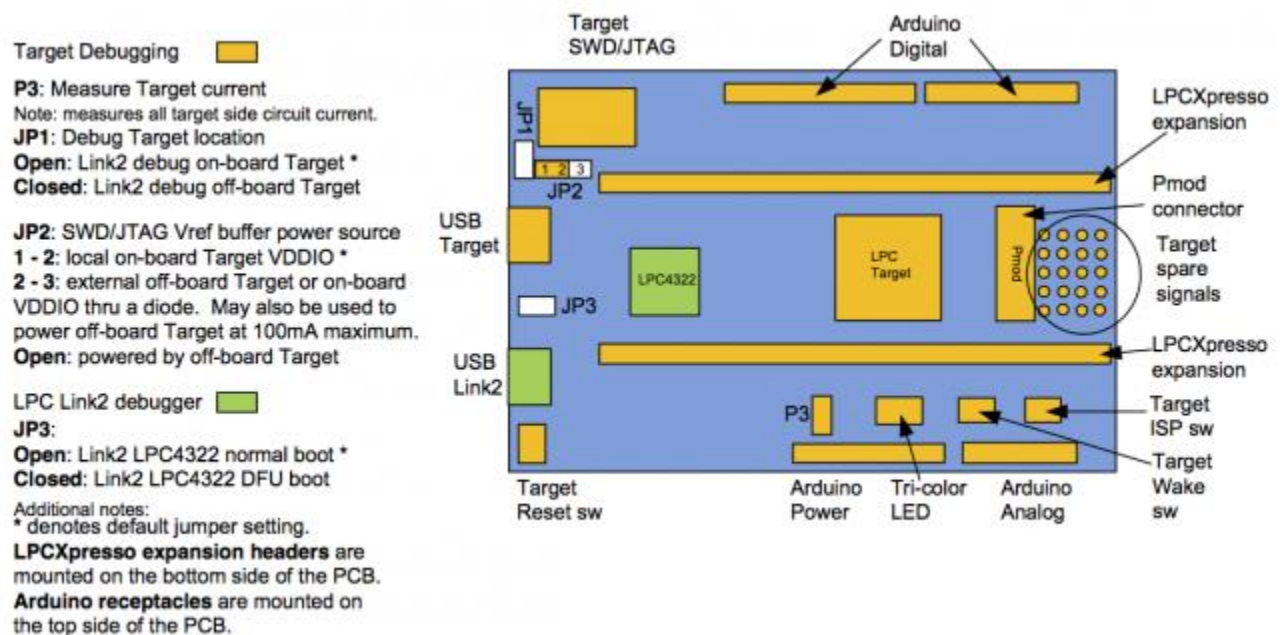 Target Debugging
P3: Measure Target current
Note: measures all target side circuit current.
JP1: Debug Target location
Open: Link2 debug on-board Target *
Closed: Link2 debug off-board Target
JP2: SWD/JTAG Vref buffer power source
1 - 2: local on-board Target VDDIO *
2 - 3: external off-board Target or on-board
VDDIO thru a diode. May also be used to
power off-board Target at 100mA maximum.
Open: powered by off-board Target
LPC Link2 debugger
JP3:
Open: Link2 LPC4322 normal boot *
Closed: Link2 LPC4322 DFU boot
Additional notes:
* denotes default jumper setting.
LPCXpresso expansion headers are
mounted on the bottom side of the PCB.
Arduino receptacles are mounted on
the top side of the PCB.
Target
SWD/JTAG
Arduino
Digital
JP1
1 2 3
JP2
LPCXpresso
expansion
Pmod
connector
USB
Target
LPC4322
LPC
Target
Pmod
Target
spare
signals
JP3
USB
Link2
LPCXpresso
expansion
P3
Target
ISP sw
Target
Wake
sw
Target
Reset sw
Arduino
Power
Tri-color
LED
Arduino
Analog